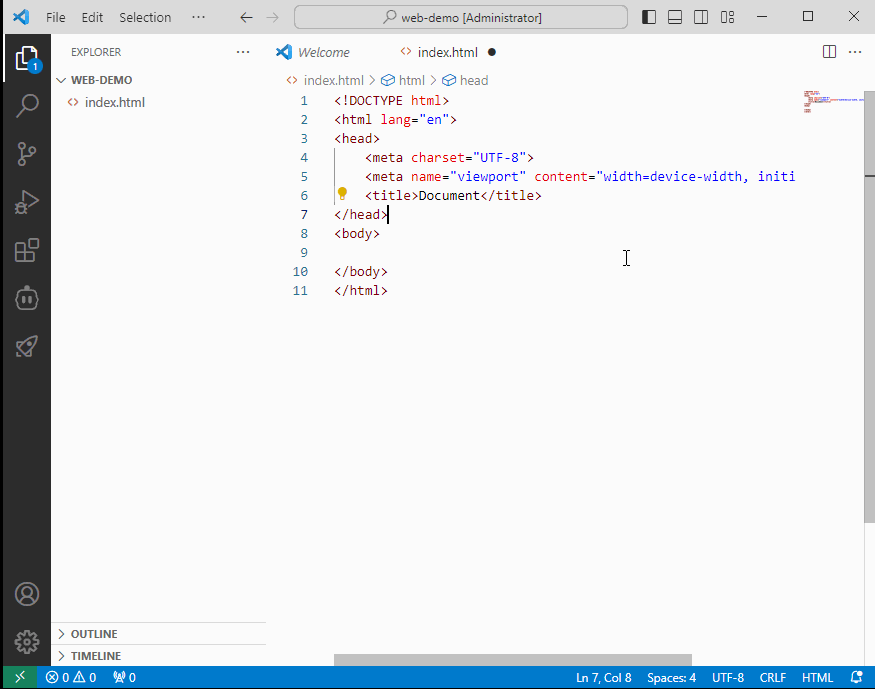 File Edit Selection ··· web-demo [Administrator]
EXPLORER ···
1
WEB-DEMO
index.html
Welcome index.html ···
index.html > html > head
1 <!DOCTYPE html>
2 <html lang="en">
3 <head>
4 <meta charset="UTF-8">
5 <meta name="viewport" content="width=device-width, initi
6 <title>Document</title>
7 </head>
8 <body>
9
10 </body>
11 </html>
OUTLINE
TIMELINE
0 0 0 Ln 7, Col 8 Spaces: 4 UTF-8 CRLF HTML